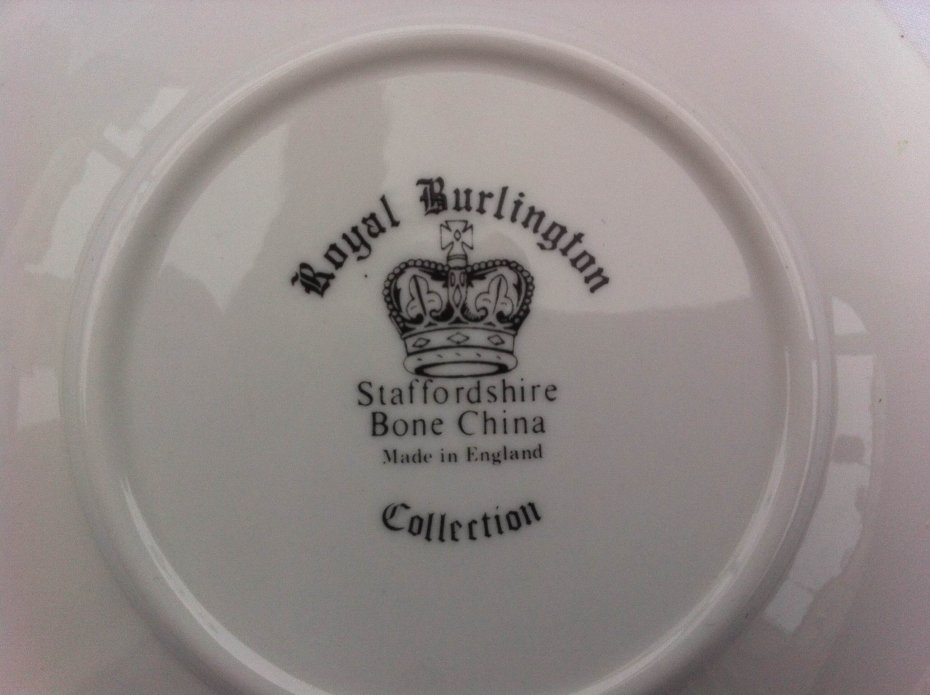 Royal Burlington
Staffordshire
Bone China
Made in England
Collection